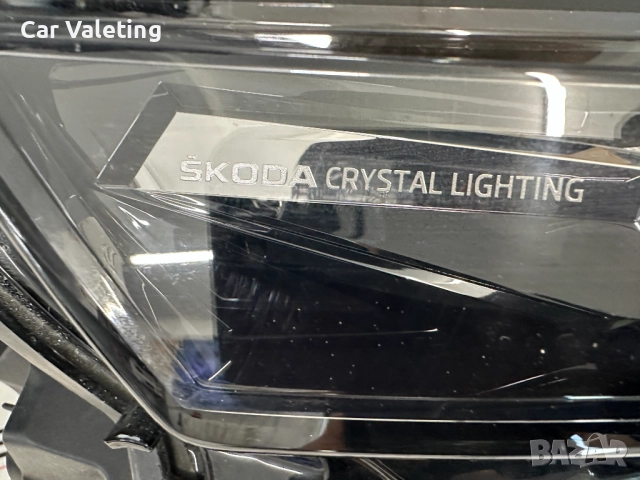 Car Valeting
ŠKODA CRYSTAL LIGHTING
BAZAR